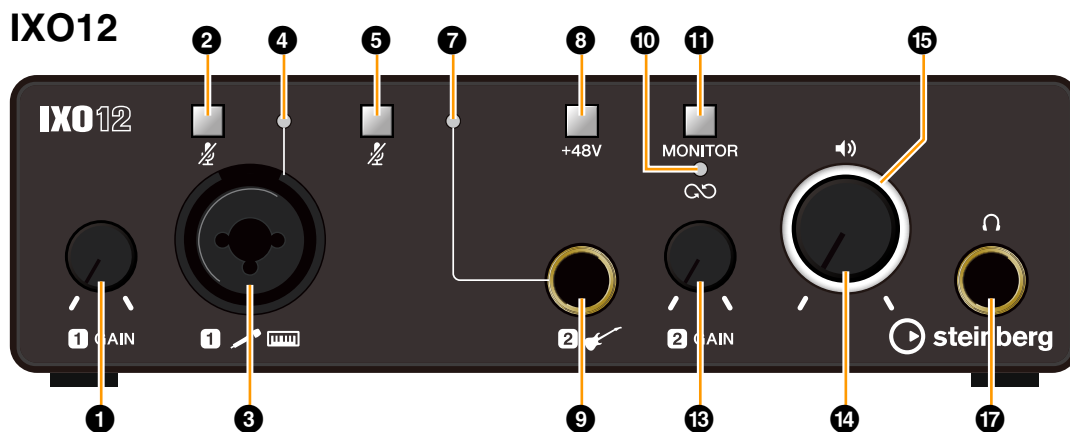 IXO12
2 4 5 7 8 10 11 15
IXO12
+48V
MONITOR
1 GAIN
1
2
2 GAIN
steinberg
1 3 9 13 14 17